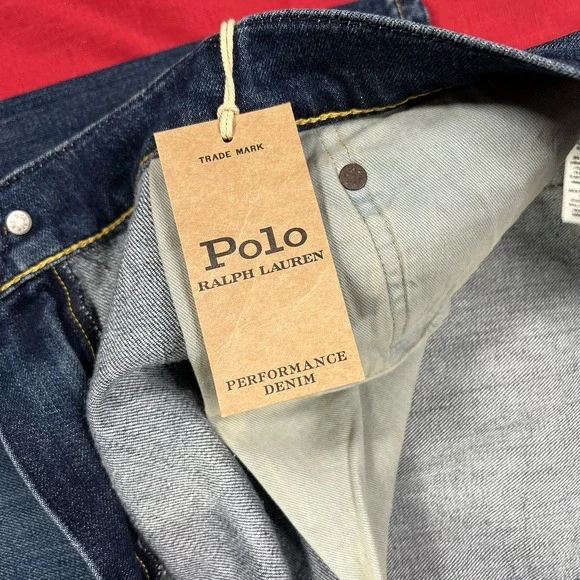 TRADE MARK
Polo
RALPH LAUREN
PERFORMANCE
DENIM